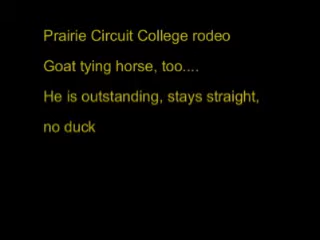 Prairie Circuit College rodeo
Goat tying horse, too....
He is outstanding, stays straight,
no duck